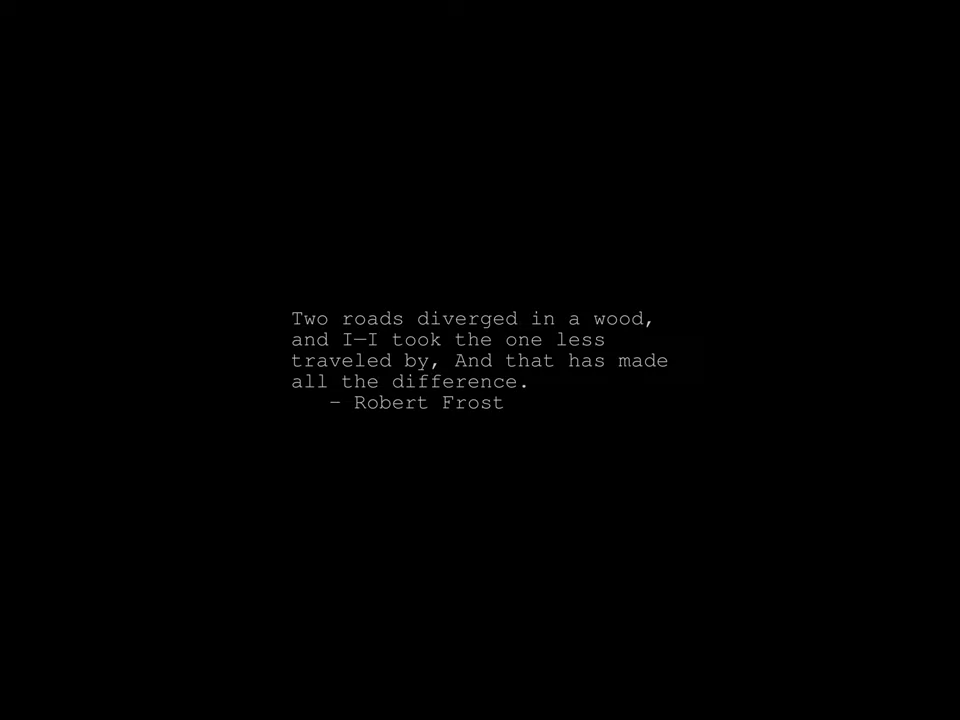 Two roads diverged in a wood,
and I—I took the one less
traveled by, And that has made
all the difference.
– Robert Frost